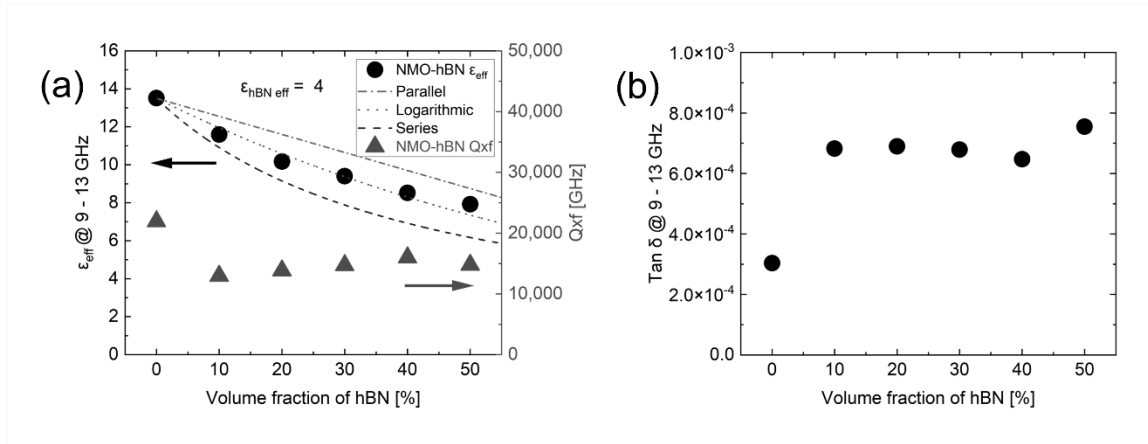 (a)
16
14
12
10
8
6
4
2
0
ε_eff @ 9 - 13 GHz
ε_hBN eff = 4
NMO-hBN ε_eff
Parallel
Logarithmic
Series
NMO-hBN Qxf
50,000
40,000
30,000
20,000
10,000
0
Qxf [GHz]
0 10 20 30 40 50
Volume fraction of hBN [%]
(b)
1.0×10⁻³
8.0×10⁻⁴
6.0×10⁻⁴
4.0×10⁻⁴
2.0×10⁻⁴
0.0
Tan δ @ 9 - 13 GHz
0 10 20 30 40 50
Volume fraction of hBN [%]